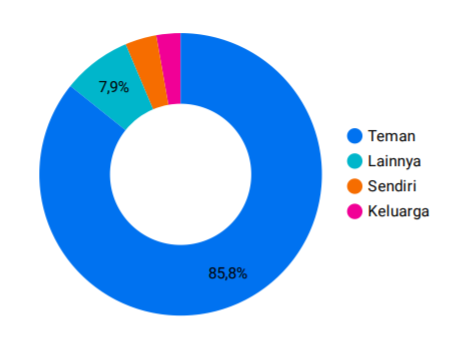 7,9%
Teman
Lainnya
Sendiri
Keluarga
85,8%